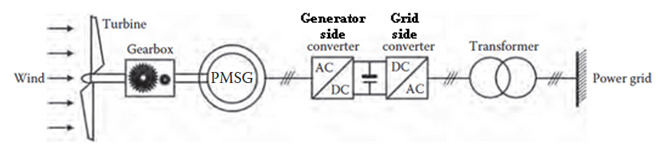 Turbine
Generator
side
converter
Grid
side
converter
Gearbox
Transformer
Wind
PMSG
AC
DC
DC
AC
Power grid